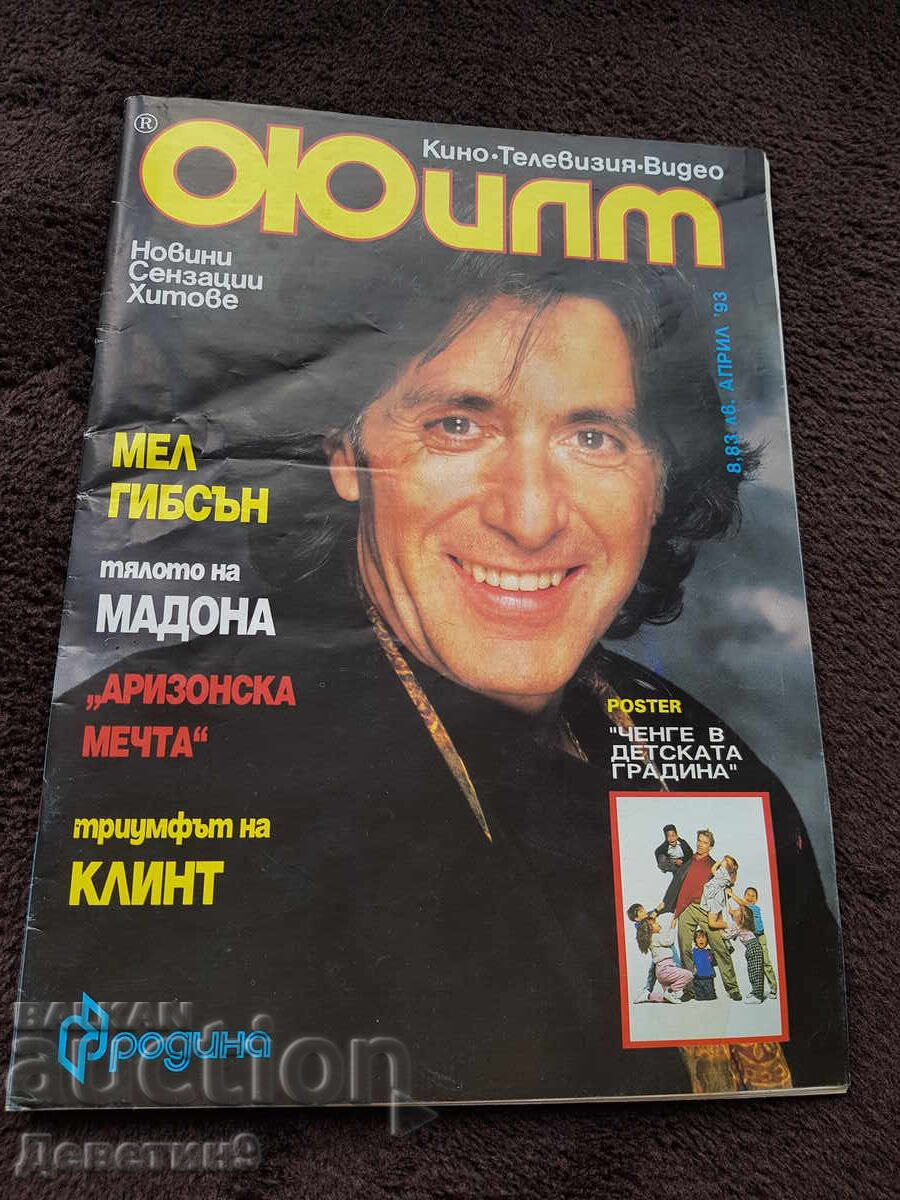 ®
ФИЛМ
Кино·Телевизия·Видео
Новини
Сензации
Хитове
8,83 лв. АПРИЛ '93
МЕЛ
ГИБСЪН
тялото на
МАДОНА
„АРИЗОНСКА
МЕЧТА“
триумфът на
КЛИНТ
POSTER
"ЧЕНГЕ В
ДЕТСКАТА
ГРАДИНА"
родина
БАЛКАН
auction
Деветин9